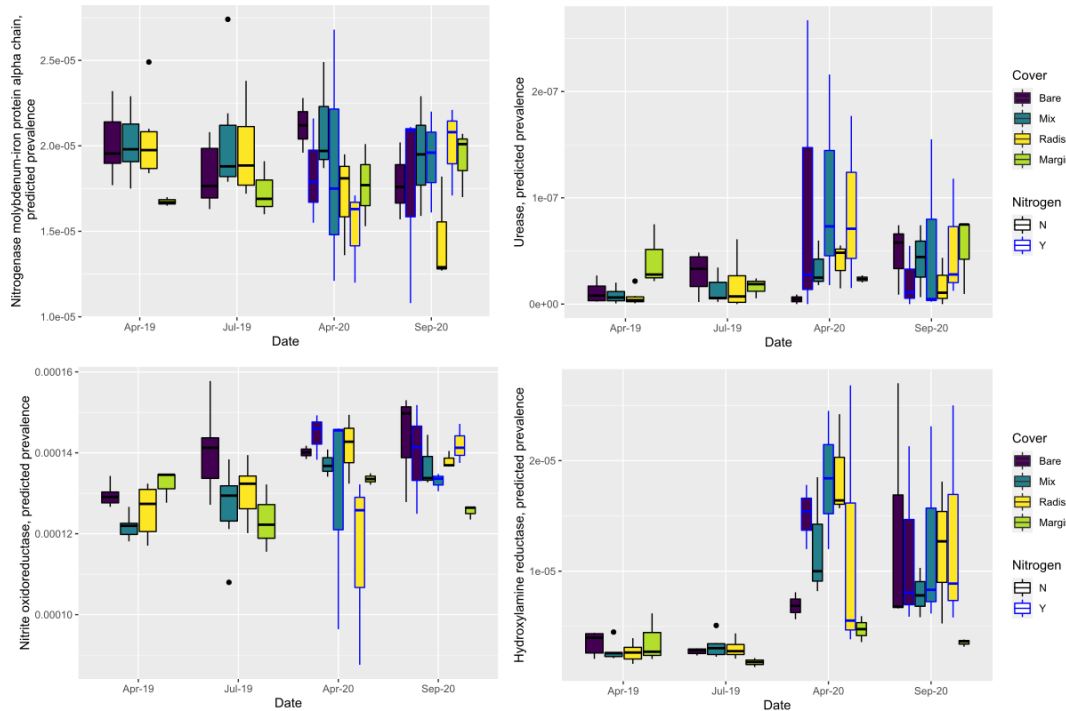 Nitrogenase molybdenum-iron protein alpha chain,
predicted prevalence
2.5e-05
2.0e-05
1.5e-05
1.0e-05
Apr-19
Jul-19
Apr-20
Sep-20
Date
Urease, predicted prevalence
2e-07
1e-07
0e+00
Apr-19
Jul-19
Apr-20
Sep-20
Date
Cover
Bare
Mix
Radis
Margi
Nitrogen
N
Y
Nitrite oxidoreductase, predicted prevalence
0.00016
0.00014
0.00012
0.00010
Apr-19
Jul-19
Apr-20
Sep-20
Date
Hydroxylamine reductase, predicted prevalence
2e-05
1e-05
Apr-19
Jul-19
Apr-20
Sep-20
Date
Cover
Bare
Mix
Radis
Margi
Nitrogen
N
Y